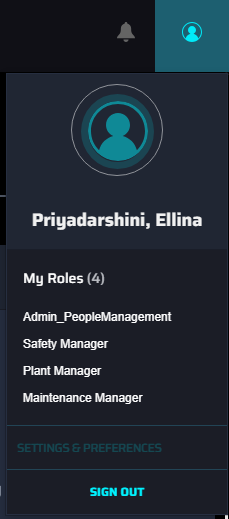 Priyadarshini, Ellina
My Roles (4)
Admin_PeopleManagement
Safety Manager
Plant Manager
Maintenance Manager
SETTINGS & PREFERENCES
SIGN OUT